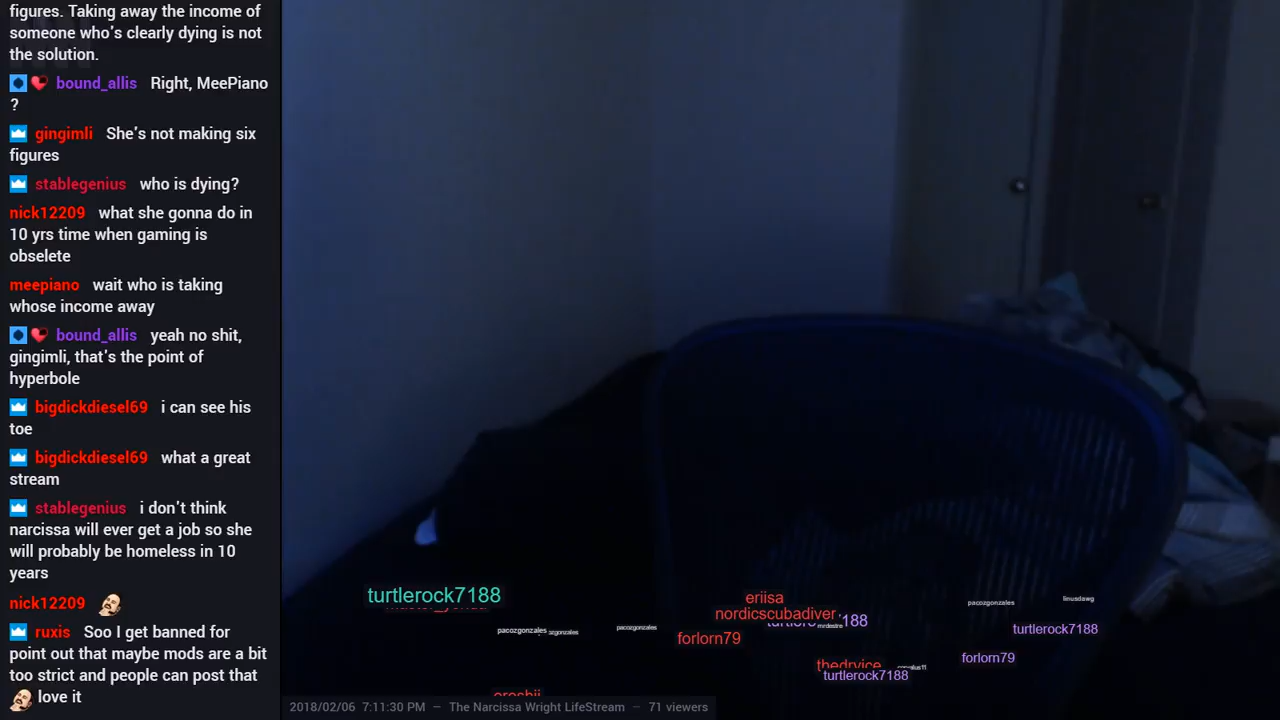 figures. Taking away the income of
someone who's clearly dying is not
the solution.
bound_allis Right, MeePiano
?
gingimli She's not making six
figures
stablegenius who is dying?
nick12209 what she gonna do in
10 yrs time when gaming is
obselete
meepiano wait who is taking
whose income away
bound_allis yeah no shit,
gingimli, that's the point of
hyperbole
bigdickdiesel69 i can see his
toe
bigdickdiesel69 what a great
stream
stablegenius i don't think
narcissa will ever get a job so she
will probably be homeless in 10
years
nick12209
ruxis Soo I get banned for
point out that maybe mods are a bit
too strict and people can post that
love it
turtlerock7188
eriisa
nordicscubadiver
forlorn79
pacozgonzales
pacozgonzales
pacozgonzales
linusdawg
turtlerock7188
forlorn79
thedryice
turtlerock7188
2018/02/06 7:11:30 PM — The Narcissa Wright LifeStream — 71 viewers